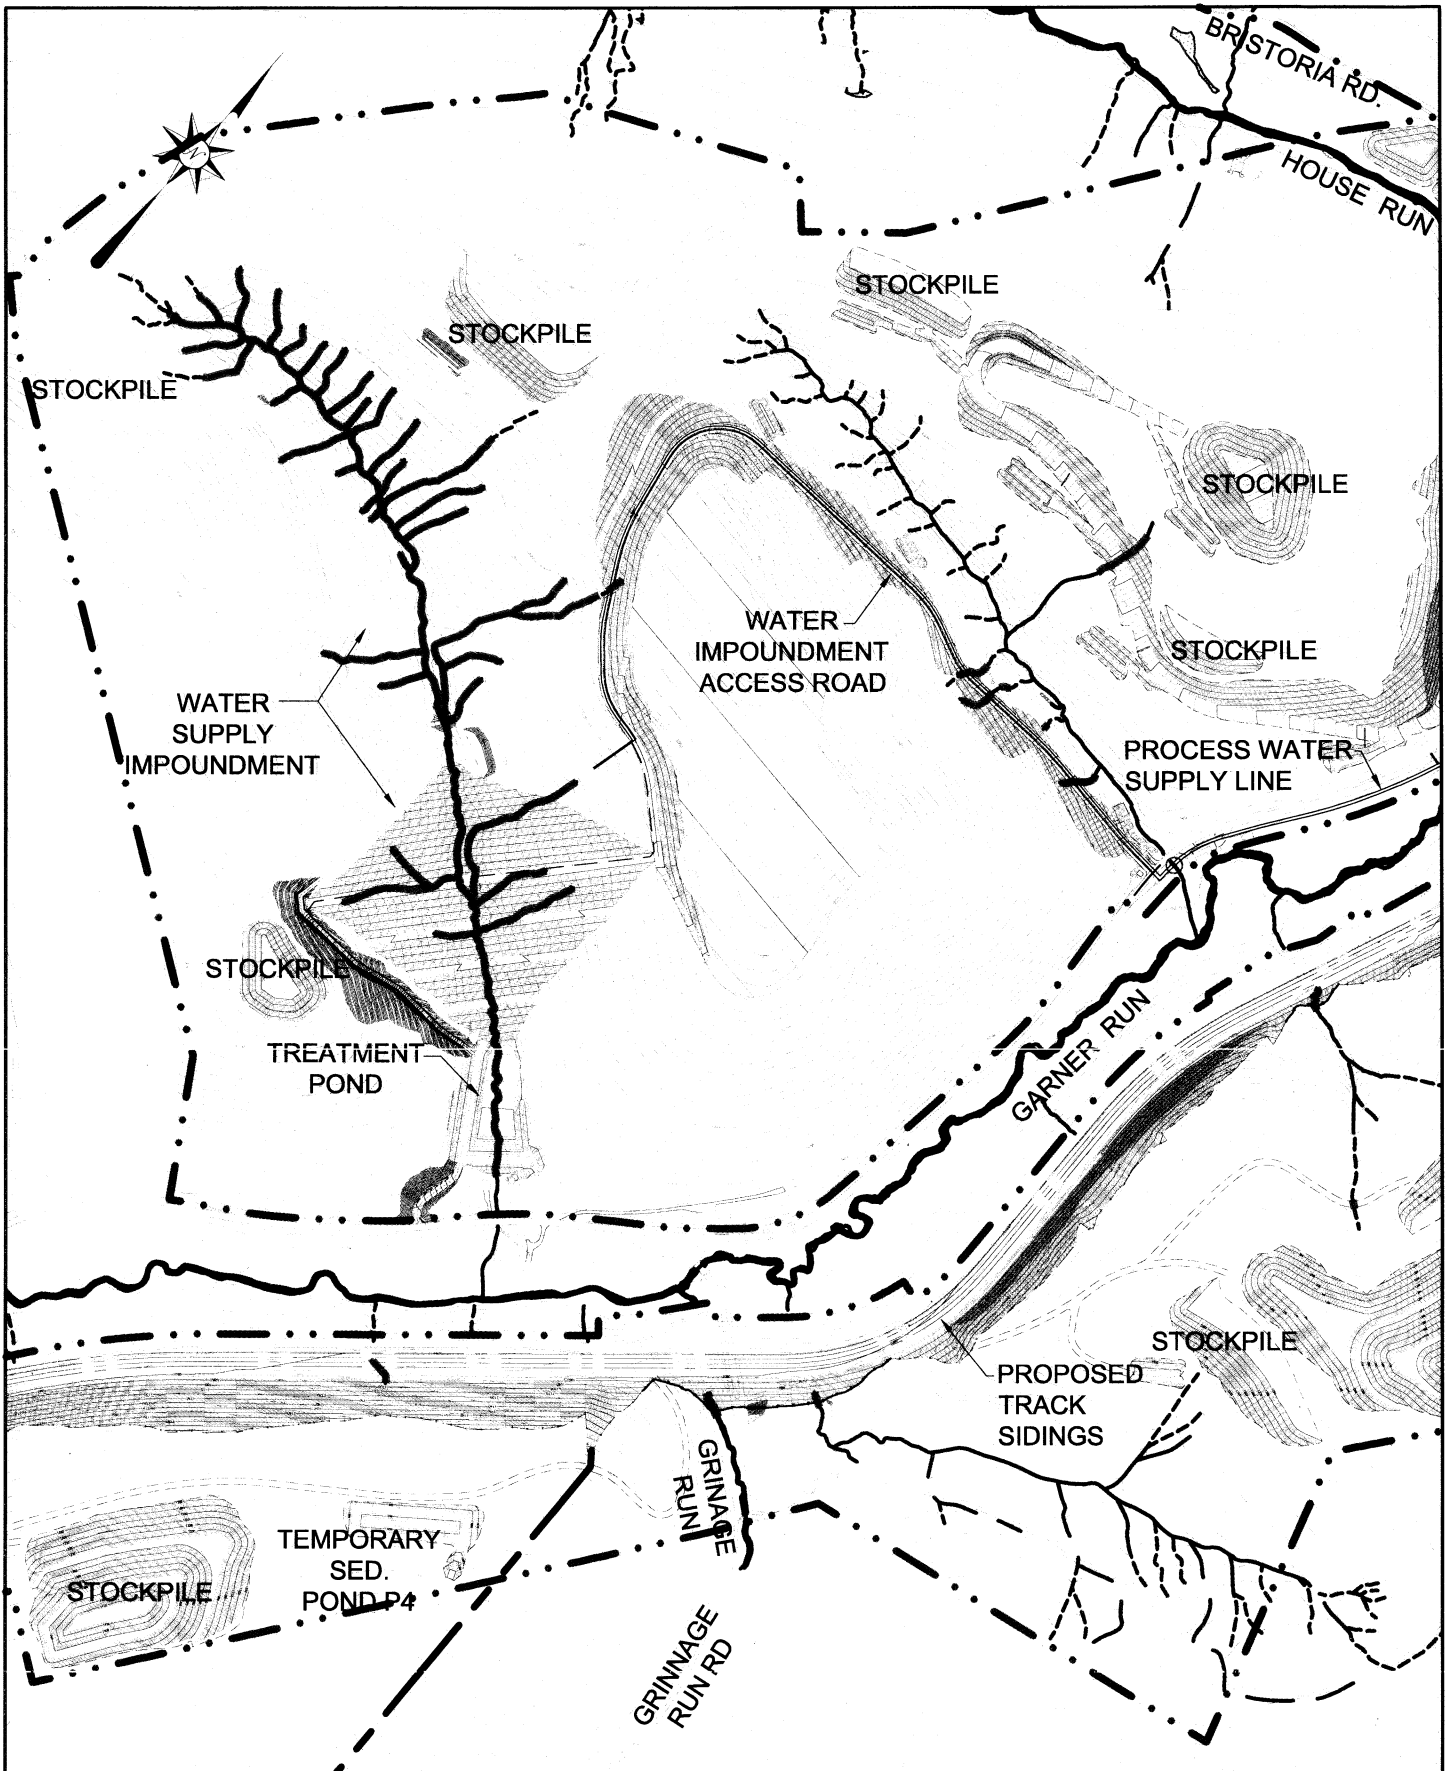 BRISTORIA RD.
HOUSE RUN
N
STOCKPILE
STOCKPILE
STOCKPILE
STOCKPILE
WATER
IMPOUNDMENT
ACCESS ROAD
STOCKPILE
WATER
SUPPLY
IMPOUNDMENT
PROCESS WATER
SUPPLY LINE
STOCKPILE
GARNER RUN
TREATMENT
POND
STOCKPILE
PROPOSED
TRACK
SIDINGS
GRINAGE
RUN
TEMPORARY
SED.
POND P4
STOCKPILE
GRINNAGE
RUN RD